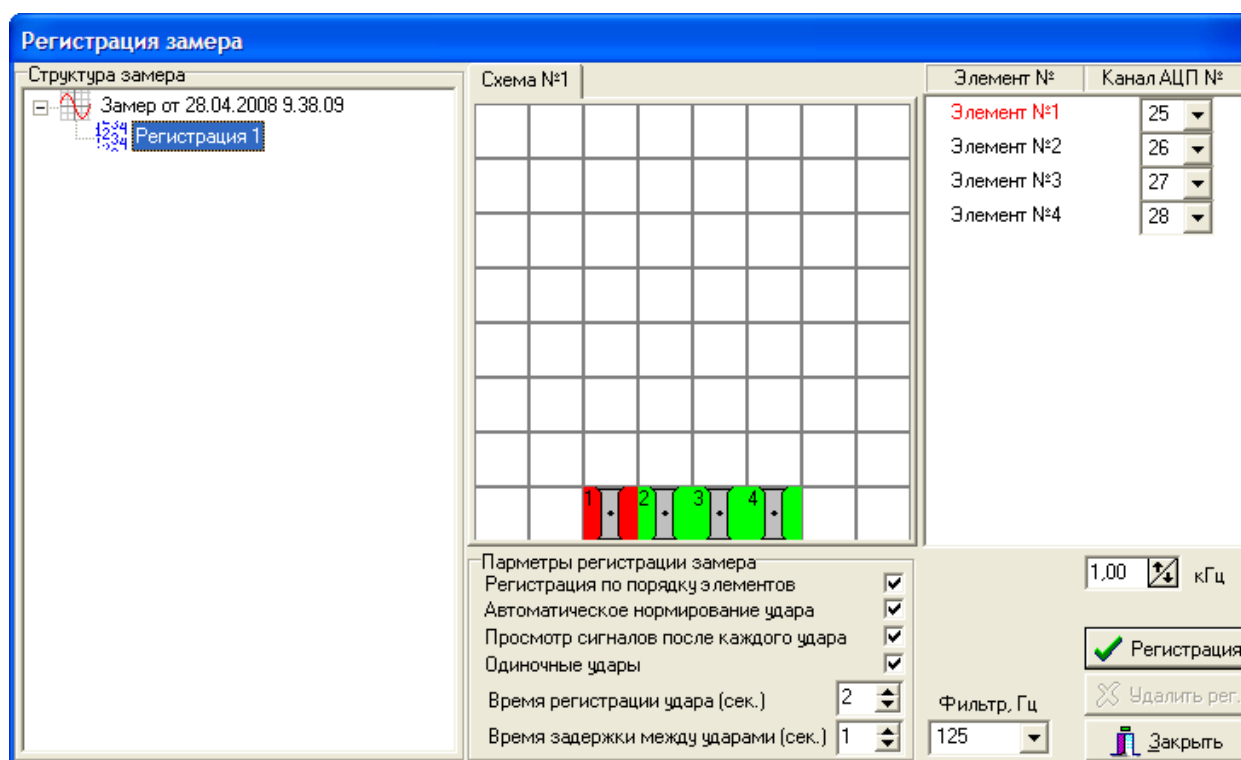 Регистрация замера
Структура замера
Замер от 28.04.2008 9.38.09
1234
Регистрация 1
Схема №1
1 2 3 4
Элемент № Канал АЦП №
Элемент №1 25
Элемент №2 26
Элемент №3 27
Элемент №4 28
Парметры регистрации замера
Регистрация по порядку элементов
Автоматическое нормирование удара
Просмотр сигналов после каждого удара
Одиночные удары
Время регистрации удара (сек.) 2
Время задержки между ударами (сек.) 1
1,00 кГц
Фильтр, Гц
125
Регистрация
Удалить рег.
Закрыть